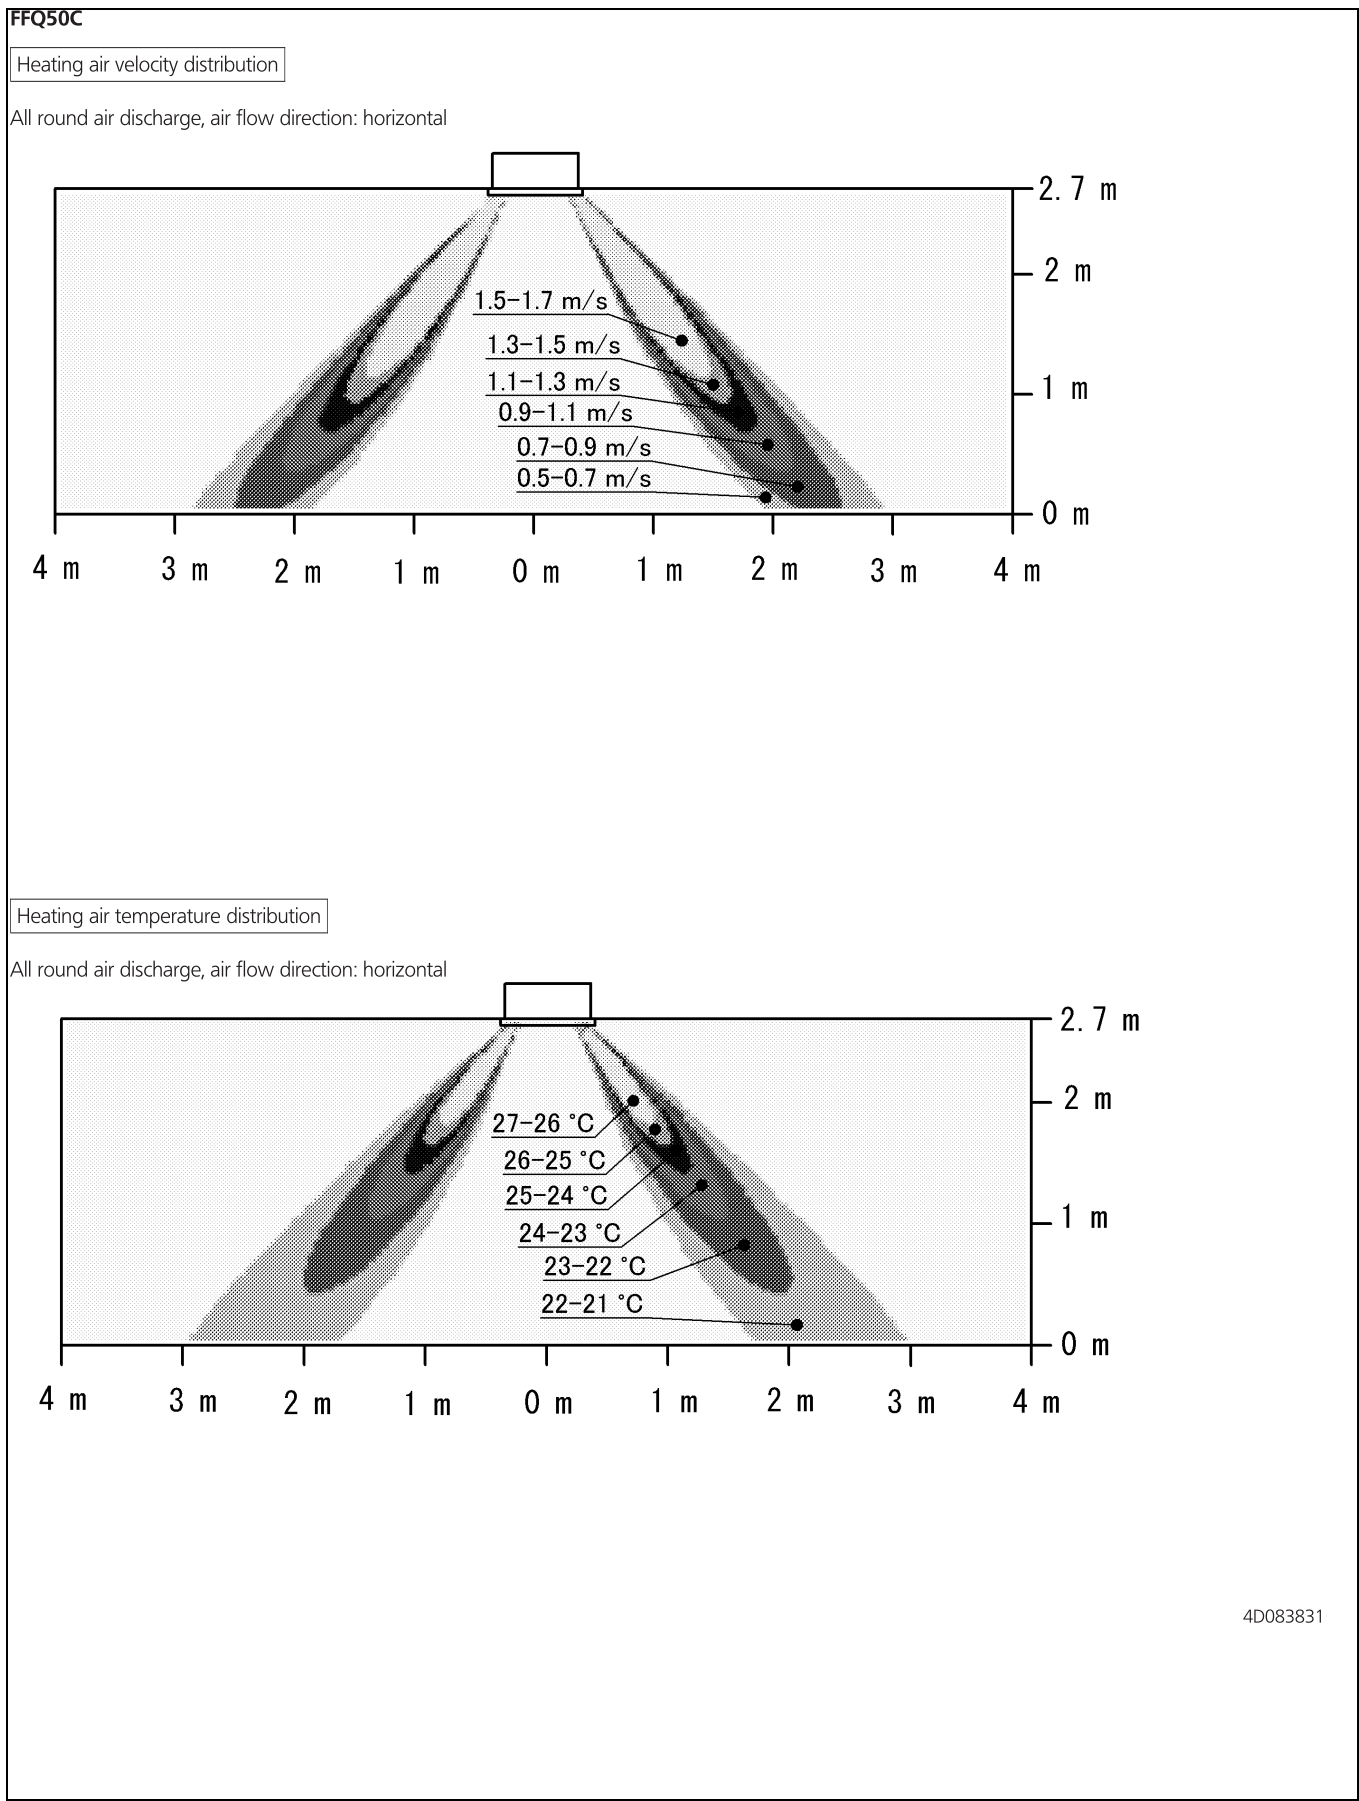 FFQ50C
Heating air velocity distribution
All round air discharge, air flow direction: horizontal
2.7 m
2 m
1.5-1.7 m/s
1.3-1.5 m/s
1.1-1.3 m/s
1 m
0.9-1.1 m/s
0.7-0.9 m/s
0.5-0.7 m/s
0 m
4 m 3 m 2 m 1 m 0 m 1 m 2 m 3 m 4 m
Heating air temperature distribution
All round air discharge, air flow direction: horizontal
2.7 m
2 m
27-26 °C
26-25 °C
25-24 °C
1 m
24-23 °C
23-22 °C
22-21 °C
0 m
4 m 3 m 2 m 1 m 0 m 1 m 2 m 3 m 4 m
4D083831